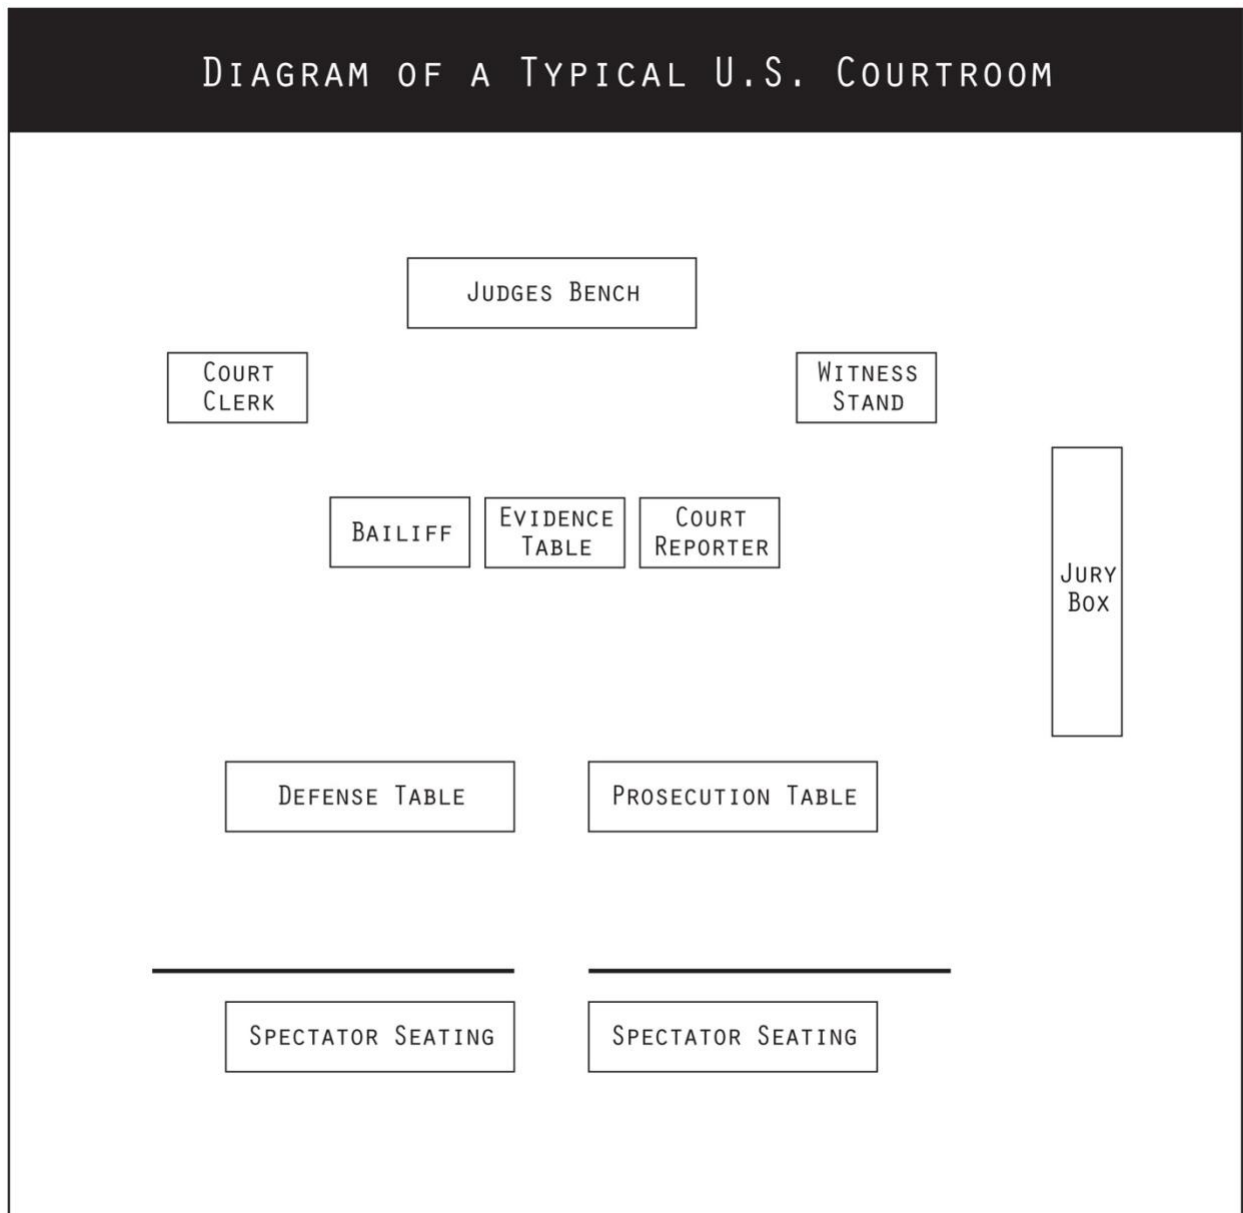 Diagram of a Typical U.S. Courtroom
Judges Bench
Court
Clerk
Witness
Stand
Bailiff
Evidence
Table
Court
Reporter
Jury
Box
Defense Table
Prosecution Table
Spectator Seating
Spectator Seating